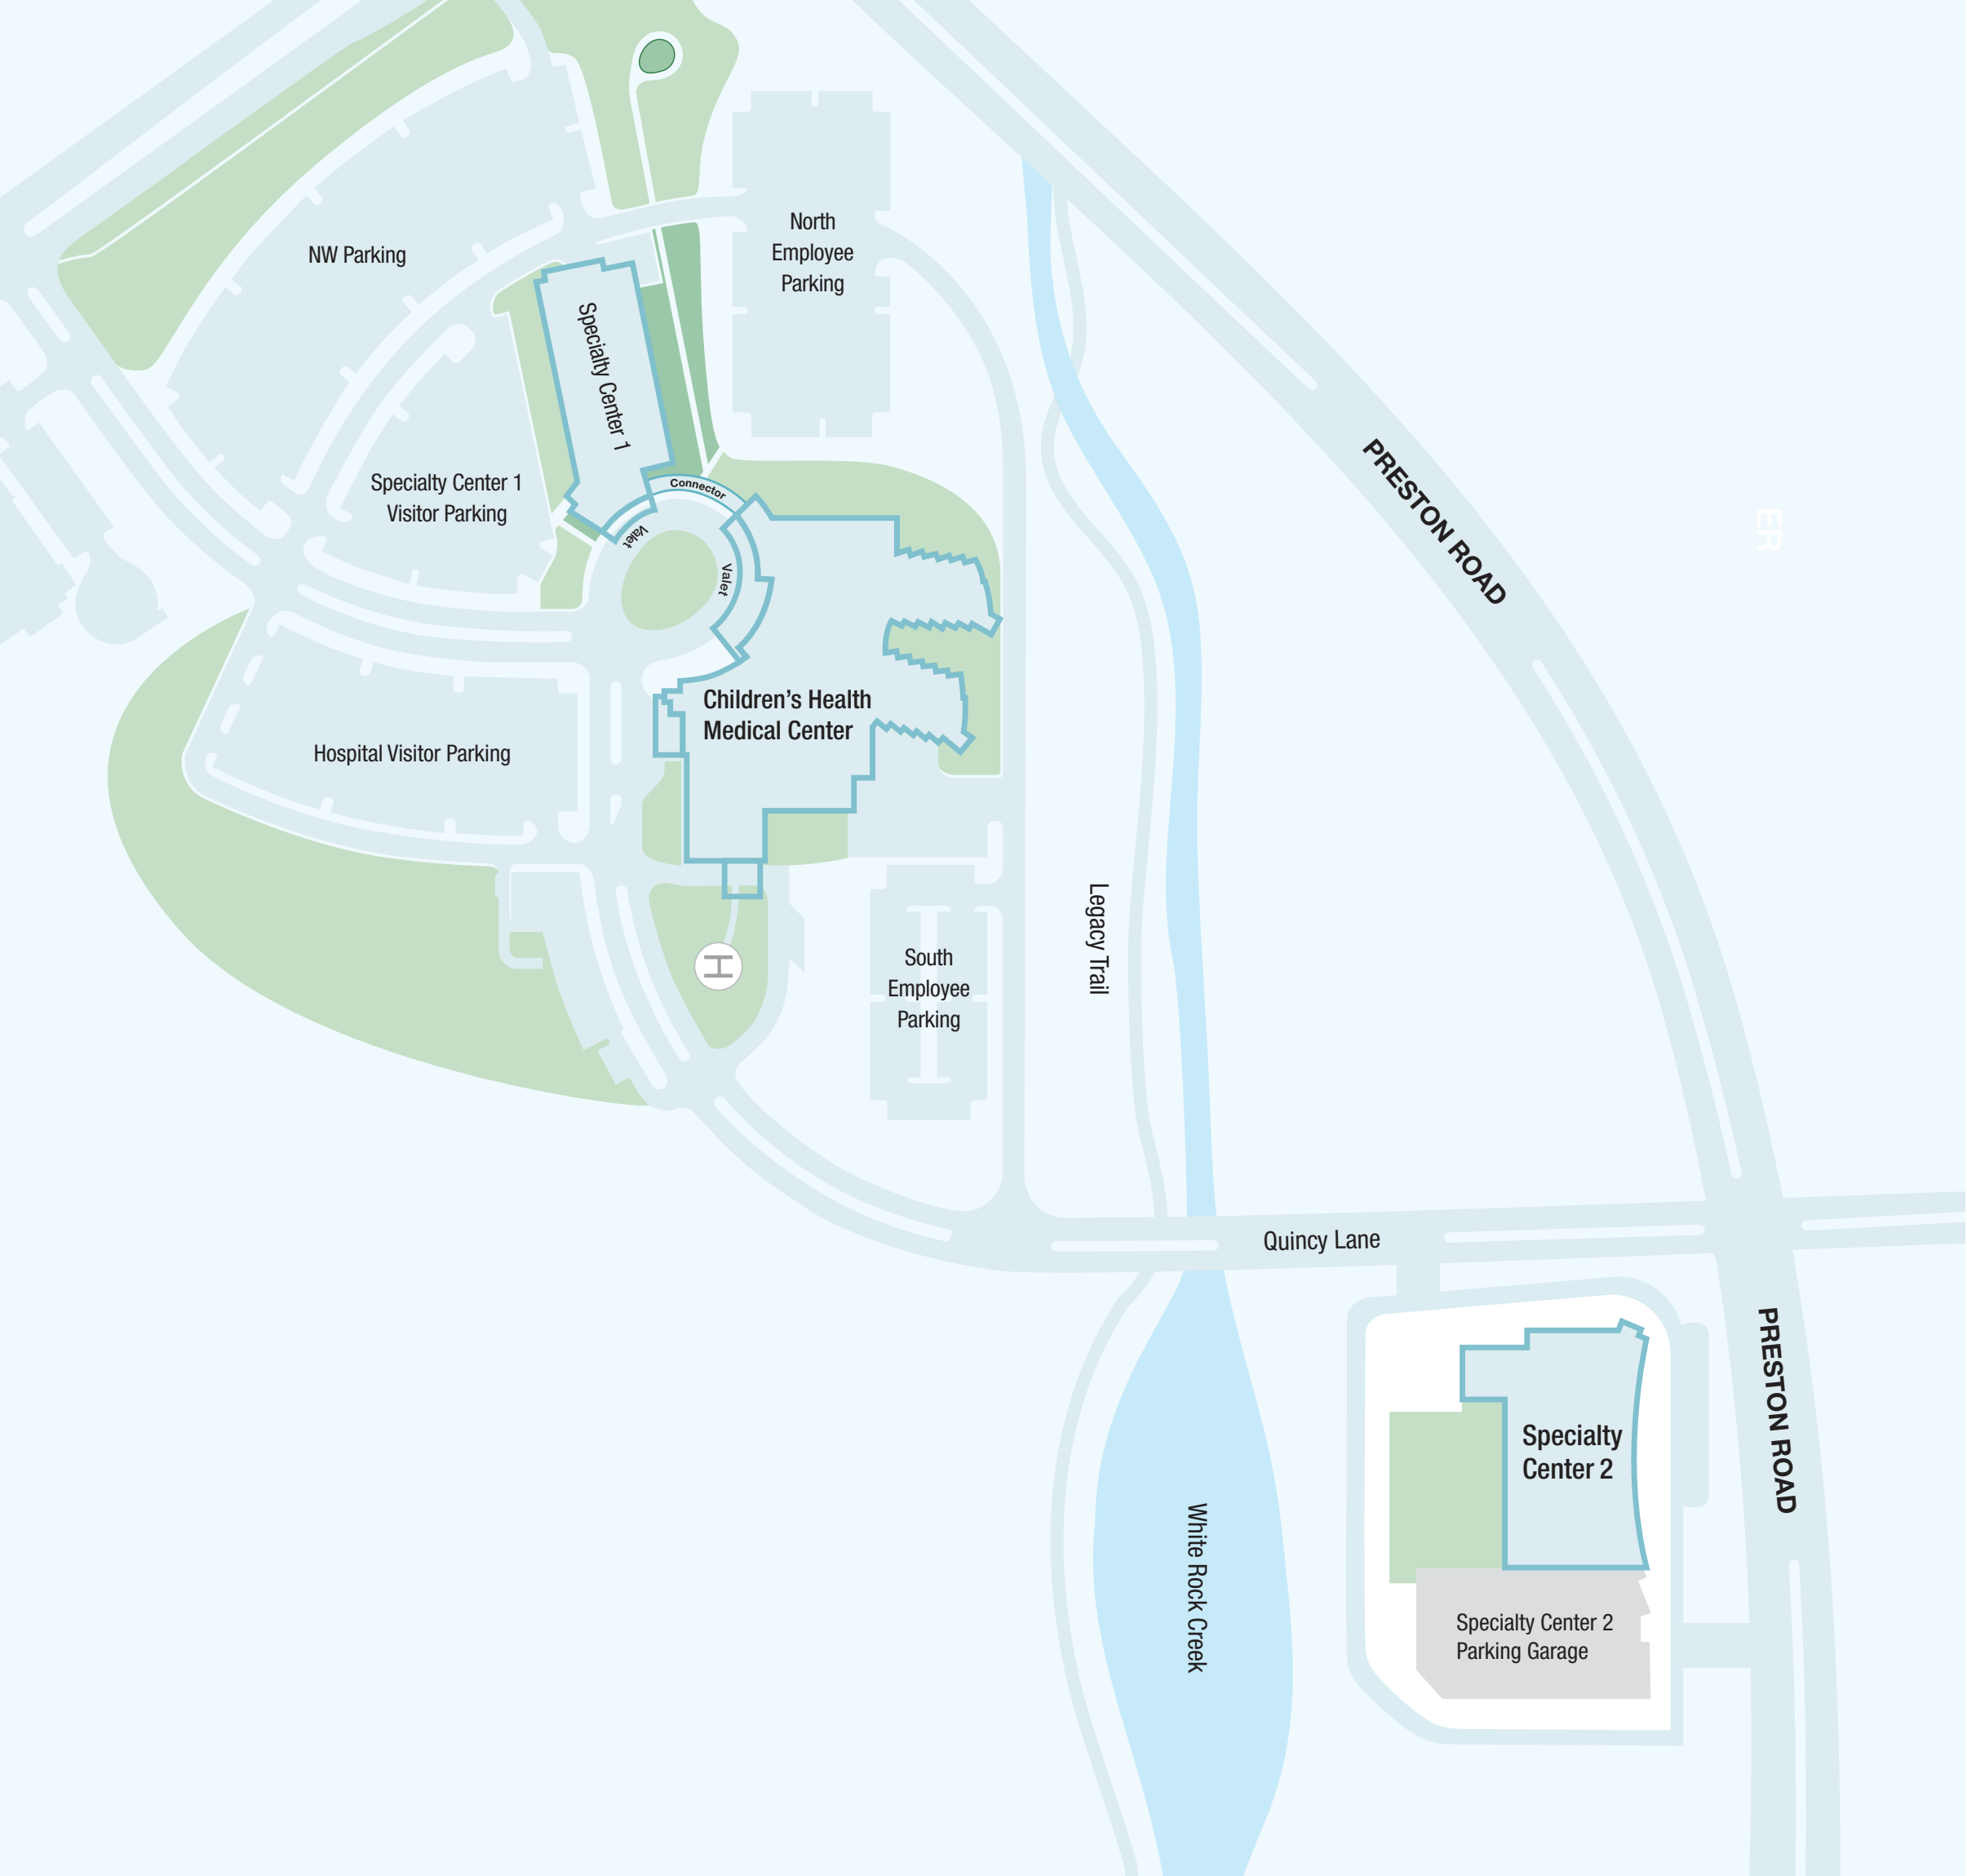 NW Parking
North
Employee
Parking
Specialty Center 1
Specialty Center 1
Visitor Parking
Connector
Valet
Valet
PRESTON ROAD
ER
Children’s Health
Medical Center
Hospital Visitor Parking
H
South
Employee
Parking
Legacy Trail
Quincy Lane
PRESTON ROAD
Specialty
Center 2
White Rock Creek
Specialty Center 2
Parking Garage